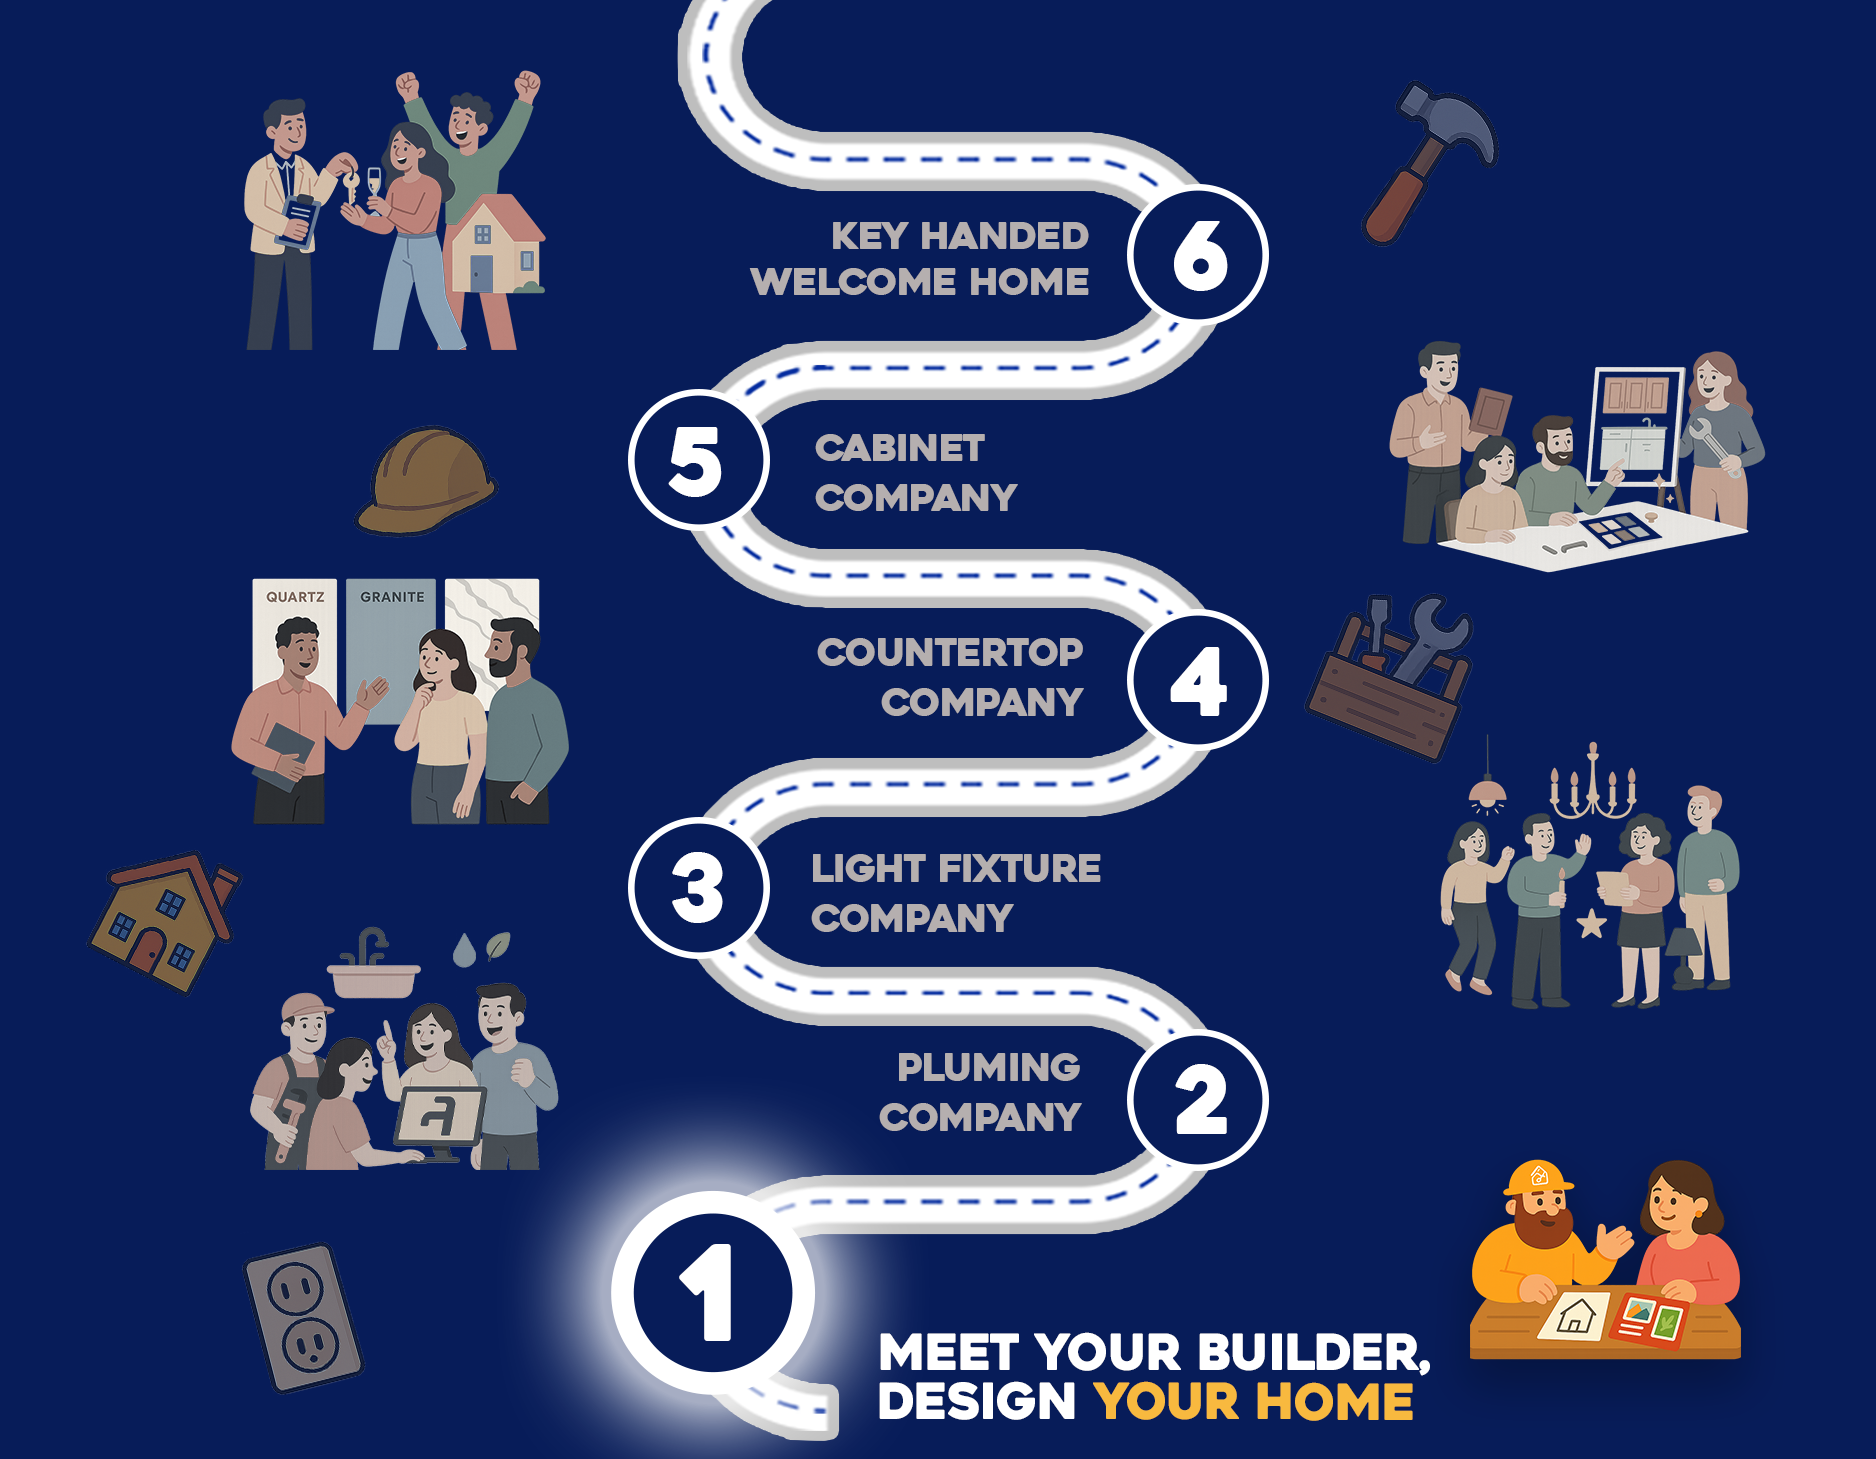 KEY HANDED
WELCOME HOME
6
5
CABINET
COMPANY
QUARTZ
GRANITE
COUNTERTOP
COMPANY
4
3
LIGHT FIXTURE
COMPANY
PLUMING
COMPANY
2
a
1
MEET YOUR BUILDER,
DESIGN YOUR HOME